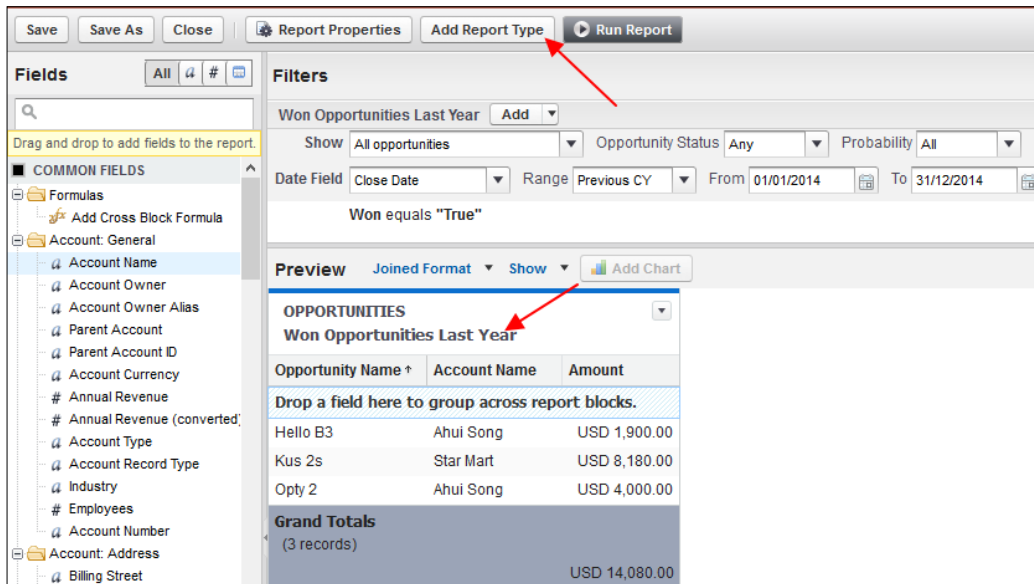 Save Save As Close Report Properties Add Report Type Run Report
Fields All a #
Drag and drop to add fields to the report.
COMMON FIELDS
Formulas
fx Add Cross Block Formula
Account: General
a Account Name
a Account Owner
a Account Owner Alias
a Parent Account
a Parent Account ID
a Account Currency
# Annual Revenue
# Annual Revenue (converted)
a Account Type
a Account Record Type
a Industry
# Employees
a Account Number
Account: Address
a Billing Street
Filters
Won Opportunities Last Year Add
Show All opportunities Opportunity Status Any Probability All
Date Field Close Date Range Previous CY From 01/01/2014 To 31/12/2014
Won equals "True"
Preview Joined Format Show Add Chart
OPPORTUNITIES
Won Opportunities Last Year
Opportunity Name ↑ Account Name Amount
Drop a field here to group across report blocks.
Hello B3 Ahui Song USD 1,900.00
Kus 2s Star Mart USD 8,180.00
Opty 2 Ahui Song USD 4,000.00
Grand Totals
(3 records)
USD 14,080.00